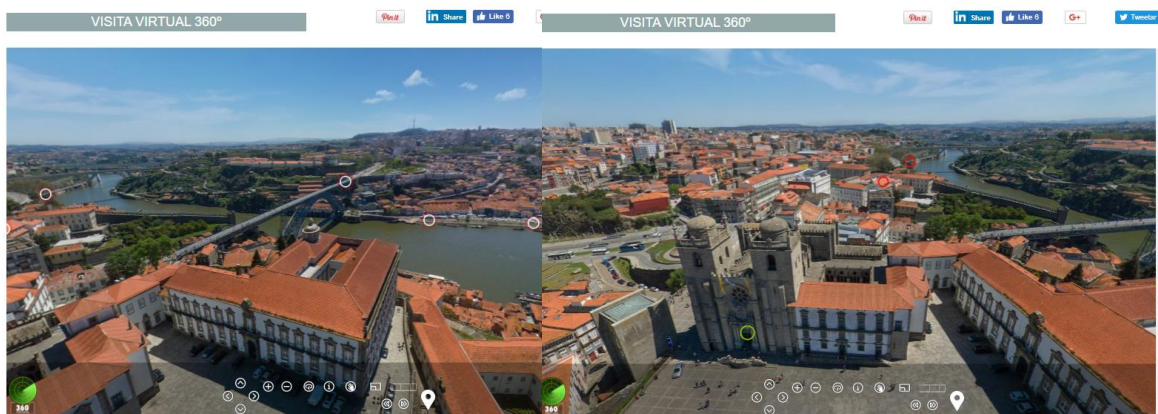 VISITA VIRTUAL 360º
Pin it
in Share
Like 6
VISITA VIRTUAL 360º
Pin it
in Share
Like 6
G+
Tweetar
360
360